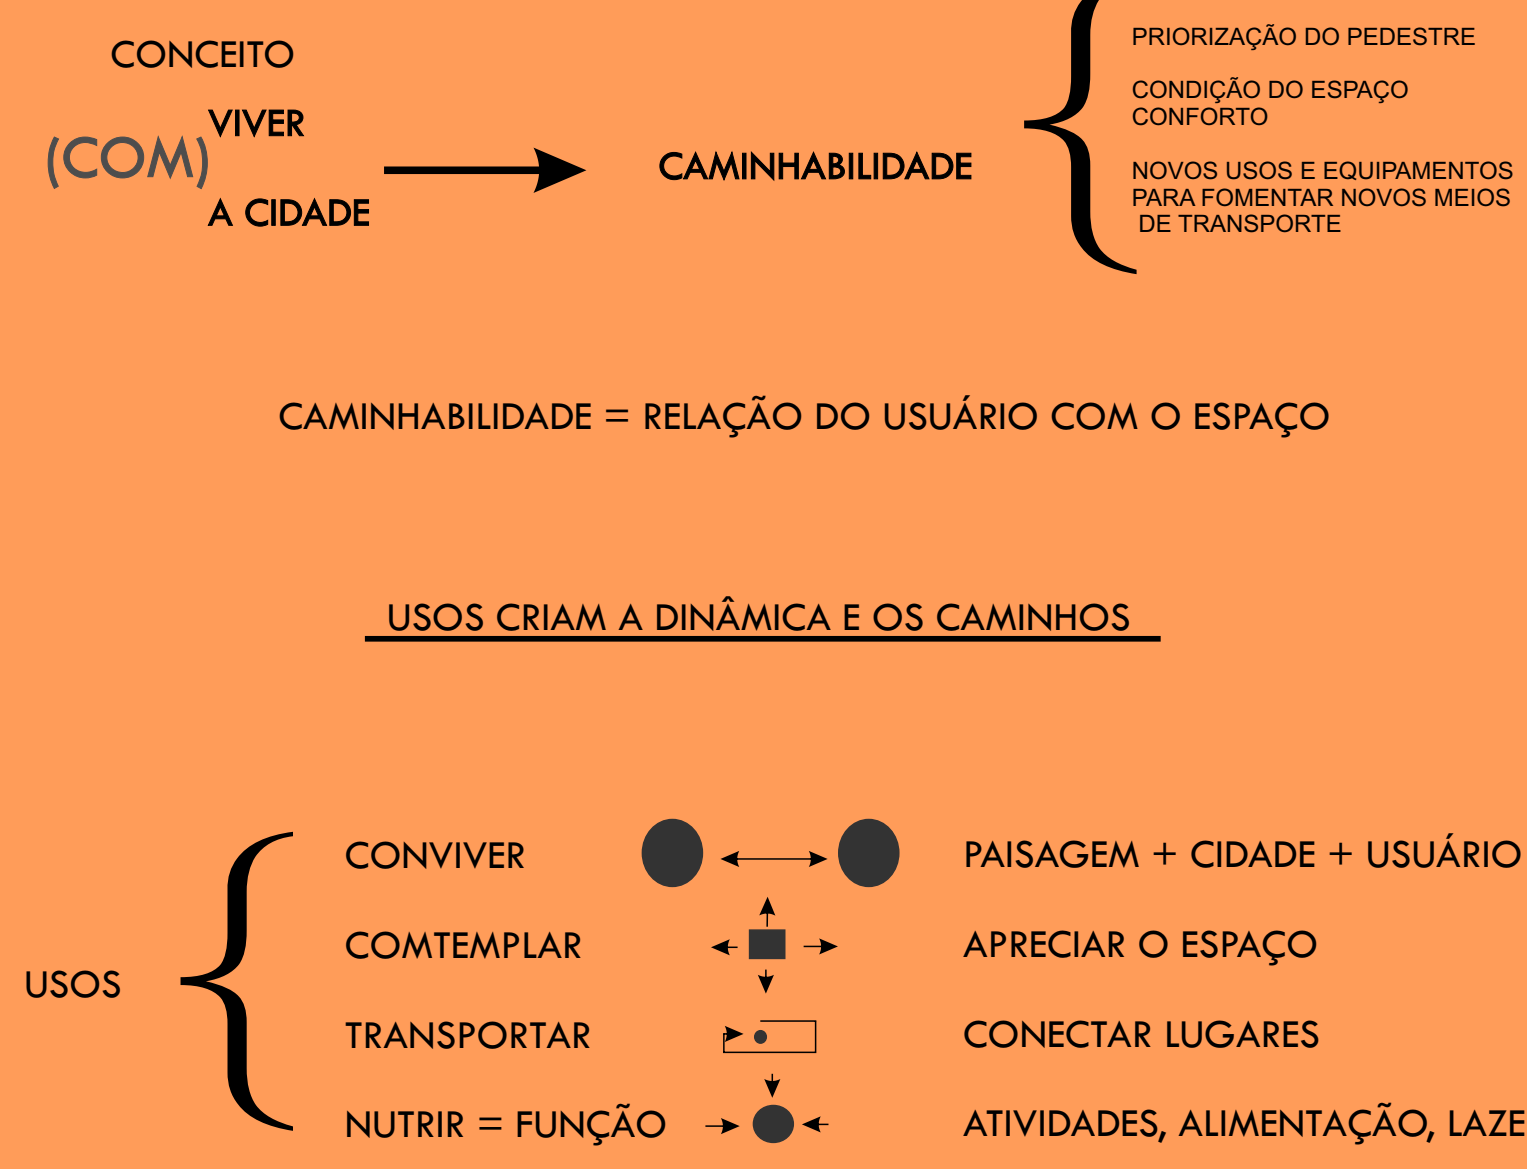 CONCEITO
(COM) VIVER
A CIDADE
CAMINHABILIDADE
PRIORIZAÇÃO DO PEDESTRE
CONDIÇÃO DO ESPAÇO
CONFORTO
NOVOS USOS E EQUIPAMENTOS
PARA FOMENTAR NOVOS MEIOS
DE TRANSPORTE
CAMINHABILIDADE = RELAÇÃO DO USUÁRIO COM O ESPAÇO
USOS CRIAM A DINÂMICA E OS CAMINHOS
USOS
CONVIVER
PAISAGEM + CIDADE + USUÁRIO
COMTEMPLAR
APRECIAR O ESPAÇO
TRANSPORTAR
CONECTAR LUGARES
NUTRIR = FUNÇÃO
ATIVIDADES, ALIMENTAÇÃO, LAZE